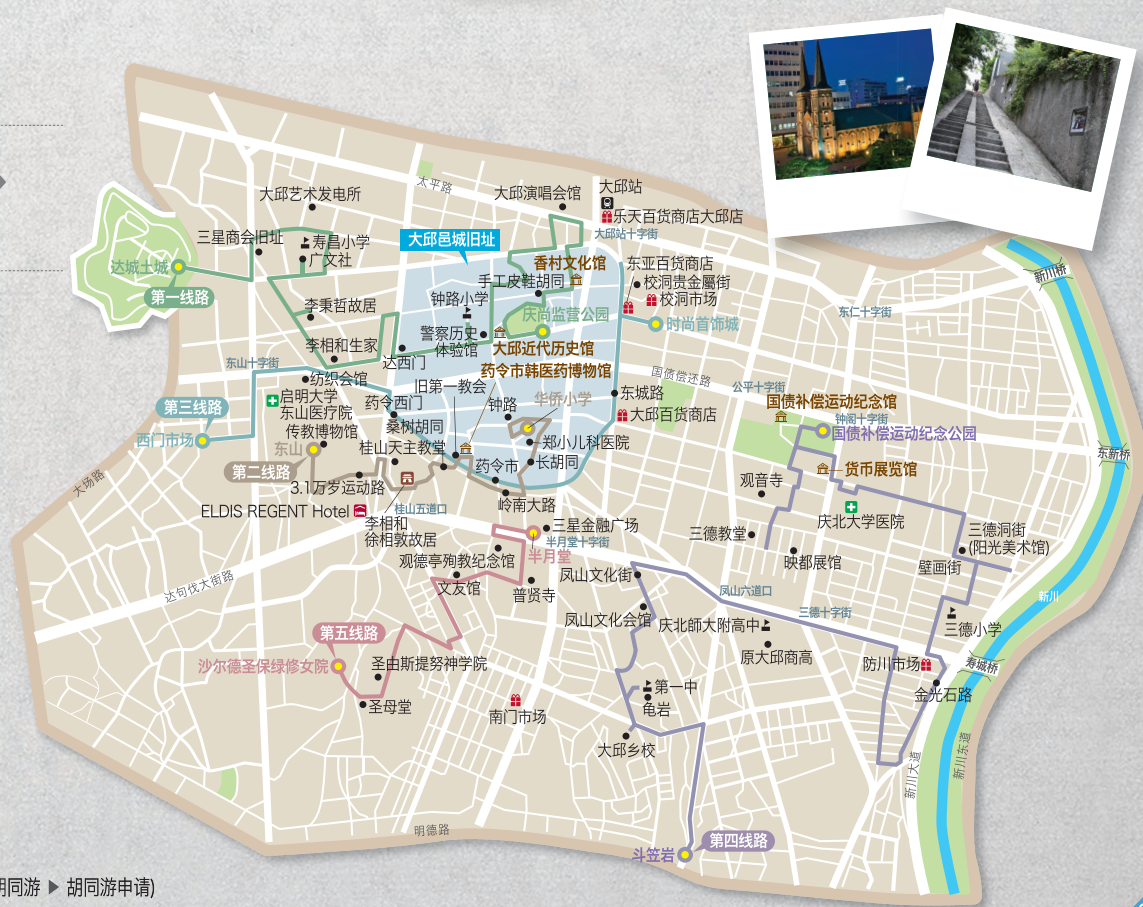 太平路
大邱站
大邱艺术发电所
大邱演唱会馆
乐天百货商店大邱店
三星商会旧址
寿昌小学
大邱邑城旧址
大邱站十字街
广文社
达城土城
香村文化馆
东亚百货商店
新川桥
第一线路
手工皮鞋胡同
校洞贵金屬街
钟路小学
校洞市场
李秉哲故居
庆尚监营公园
东仁十字街
时尚首饰城
警察历史
体验馆
李相和生家
大邱近代历史馆
达西门
东山十字街
药令市韩医药博物馆
国债偿还路
纺织会馆
旧第一教会
公平十字街
启明大学
东山医疗院
药令西门
钟路
华侨小学
东城路
国债补偿运动纪念馆
第三线路
大邱百货商店
钟阁十字街
桑树胡同
传教博物馆
国债补偿运动纪念公园
西门市场
东山
桂山天主教堂
郑小儿科医院
东新桥
第二线路
药令市
长胡同
货币展览馆
大场路
3.1万岁运动路
观音寺
岭南大路
ELDIS REGENT Hotel
桂山五道口
李相和
徐相敦故居
三星金融广场
庆北大学医院
半月堂十字街
三德教堂
三德洞街
(阳光美术馆)
半月堂
观德亭殉教纪念馆
映都展馆
壁画街
凤山文化街
达句伐大街路
文友馆
普贤寺
凤山六道口
新川
三德十字街
凤山文化会馆
庆北師大附高中
三德小学
第五线路
原大邱商高
沙尔德圣保绿修女院
圣由斯提努神学院
防川市场
寿城桥
第一中
金光石路
圣母堂
龟岩
南门市场
大邱乡校
新川大道
新川东道
明德路
第四线路
斗笠岩
胡同游 ▶ 胡同游申请)